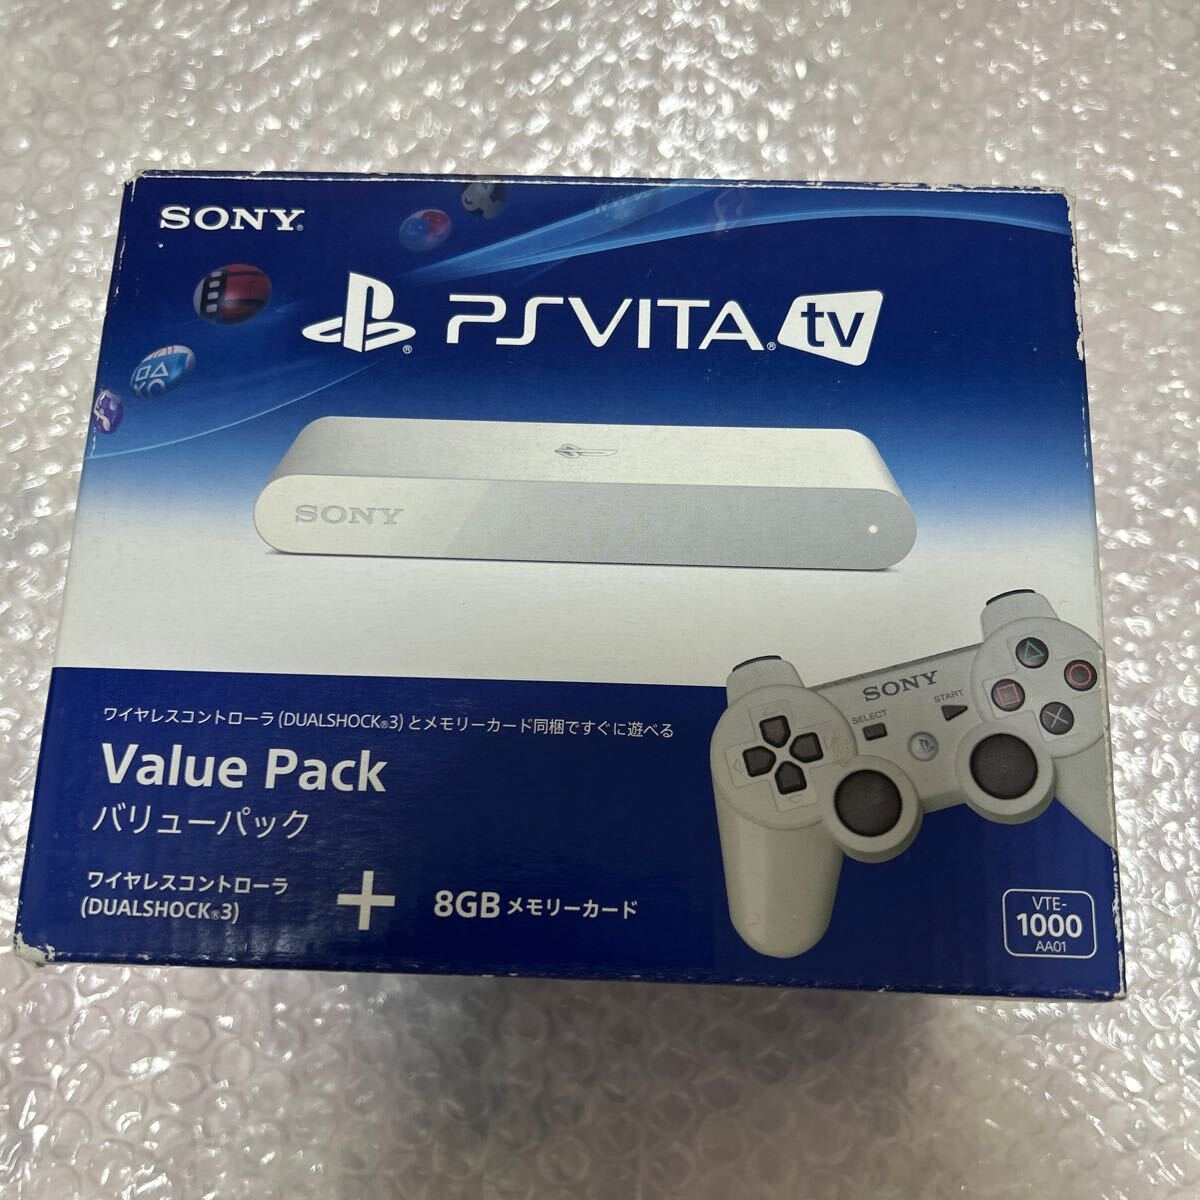 SONY®
PSVITA® tv
SONY
ワイヤレスコントローラ (DUALSHOCK®3) とメモリーカード同梱ですぐに遊べる
Value Pack
バリューパック
ワイヤレスコントローラ
(DUALSHOCK®3)
+
8GB メモリーカード
SONY
SELECT
START
VTE-
1000
AA01